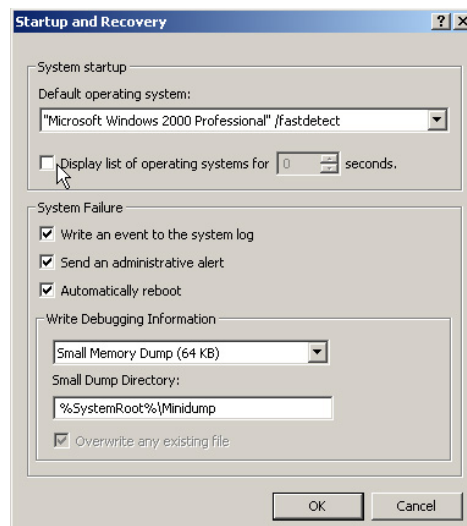 Startup and Recovery
System startup
Default operating system:
"Microsoft Windows 2000 Professional" /fastdetect
Display list of operating systems for 0 seconds.
System Failure
Write an event to the system log
Send an administrative alert
Automatically reboot
Write Debugging Information
Small Memory Dump (64 KB)
Small Dump Directory:
%SystemRoot%\Minidump
Overwrite any existing file
OK Cancel